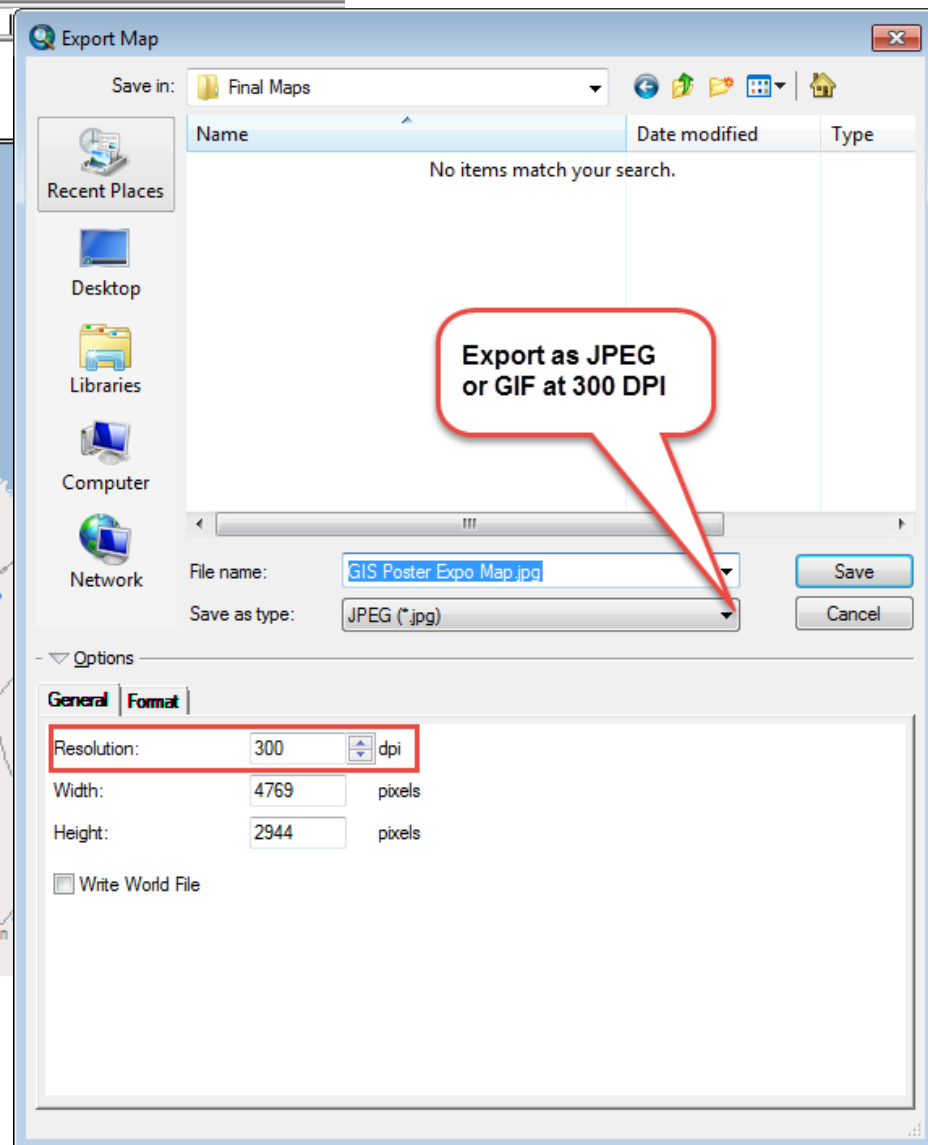 Export Map
Save in: Final Maps
Name Date modified Type
No items match your search.
Recent Places
Desktop
Libraries
Computer
Network
Export as JPEG
or GIF at 300 DPI
File name: GIS Poster Expo Map.jpg Save
Save as type: JPEG (*.jpg) Cancel
Options
General Format
Resolution: 300 dpi
Width: 4769 pixels
Height: 2944 pixels
Write World File
n